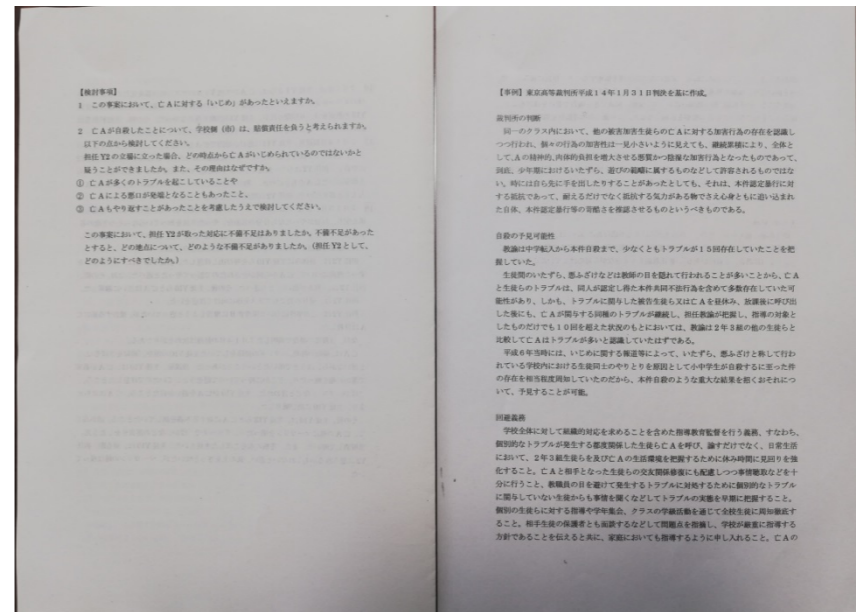 【検討事項】
1 この事案において、CAに対する「いじめ」があったといえますか。
2 CAが自殺したことについて、学校側（市）は、賠償責任を負うと考えられますか。
以下の点から検討してください。
担任Y2の立場に立った場合、どの時点からCAがいじめられているのではないかと
疑うことができましたか。また、その理由はなぜですか。
① CAが多くのトラブルを起こしていることや
② CAによる悪口が発端となることもあったこと、
③ CAもやり返すことがあったことを考慮したうえで検討してください。
この事案において、担任Y2が取った対応に不備不足はありましたか。不備不足があった
とすると、どの地点について、どのような不備不足がありましたか。（担任Y2として、
どのようにすべきでしたか。）
【事例】東京高等裁判所平成14年1月31日判決を基に作成。
裁判所の判断
同一のクラス内において、他の被害加害生徒らのCAに対する加害行為の存在を認識し
つつ行われ、個々の行為の加害性は一見小さいように見えても、継続累積により、全体と
して、Aの精神的、肉体的負担を増大させる悪質かつ陰湿な加害行為となったものであって、
到底、少年期におけるいたずら、遊びの範疇に属するものなどとして許容されるものではな
い。時には自ら先に手を出したりすることがあったとしても、それは、本件認定暴行に対
する抵抗であって、耐えるだけでなく抵抗する気力がある物でさえ心身ともに追い込まれ
た自体、本件認定暴行等の苛酷さを推認させるものというべきものである。
自殺の予見可能性
教諭は中学転入から本件自殺まで、少なくともトラブルが15回存在していたことを把
握していた。
生徒間のいたずら、悪ふざけなどは教師の目を隠れて行われることが多いことから、CA
と生徒らのトラブルは、同人が認定し得た本件共同不法行為を含めて多数存在していた可
能性があり、しかも、トラブルに関与した被告生徒ら又はCAを昼休み、放課後に呼び出
した後にも、CAが関与する同種のトラブルが継続し、担任教諭が把握し、指導の対象と
したものだけでも10回を超えた状況のもとにおいては、教諭は2年3組の他の生徒らと
比較してCAはトラブルが多いと認識していたはずである。
平成6年当時には、いじめに関する報道等によって、いたずら、悪ふざけと称して行わ
れている学校内における生徒同士のやりとりを原因として小中学生が自殺するに至った件
の存在を相当程度周知していたのだから、本件自殺のような重大な結果を招くおそれにつ
いて、予見することが可能。
回避義務
学校全体に対して組織的対応を求めることを含めた指導教育監督を行う義務、すなわち、
個別的なトラブルが発生する都度関係した生徒らCAを呼び、諭すだけでなく、日常生活
において、2年3組生徒らを及びCAの生活環境を把握するために休み時間に見回りを強
化すること。CAと相手となった生徒らの交友関係修復にも配慮しつつ事情聴取などを十
分に行うこと、教職員の目を避けて発生するトラブルに対処するために個別的なトラブル
に関与していない生徒からも事情を聞くなどしてトラブルの実態を早期に把握すること。
個別の生徒らに対する指導や学年集会、クラスの学級活動を通じて全校生徒に周知徹底す
ること。相手生徒の保護者とも面談するなどして問題点を指摘し、学校が厳重に指導する
方針であることを伝えると共に、家庭においても指導するように申し入れること。CAの